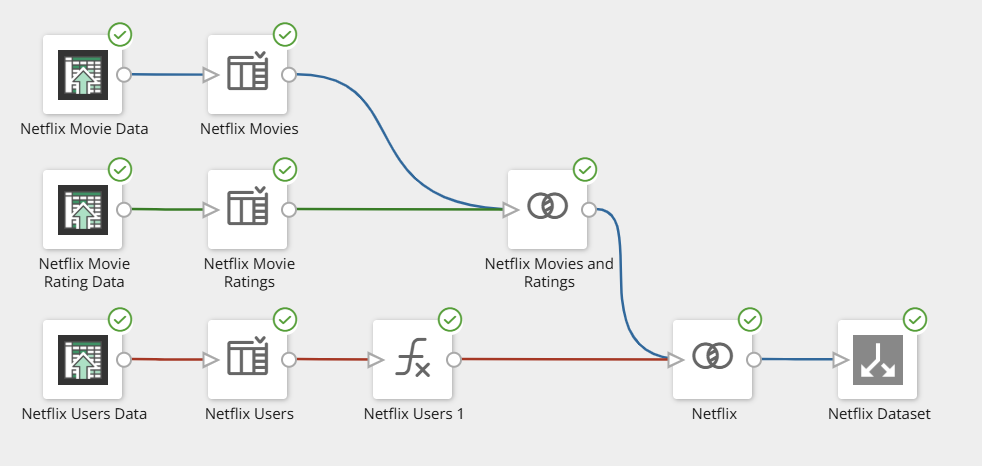 Netflix Movie Data
Netflix Movies
Netflix Movie
Rating Data
Netflix Movie
Ratings
Netflix Movies and
Ratings
Netflix Users Data
Netflix Users
Netflix Users 1
Netflix
Netflix Dataset